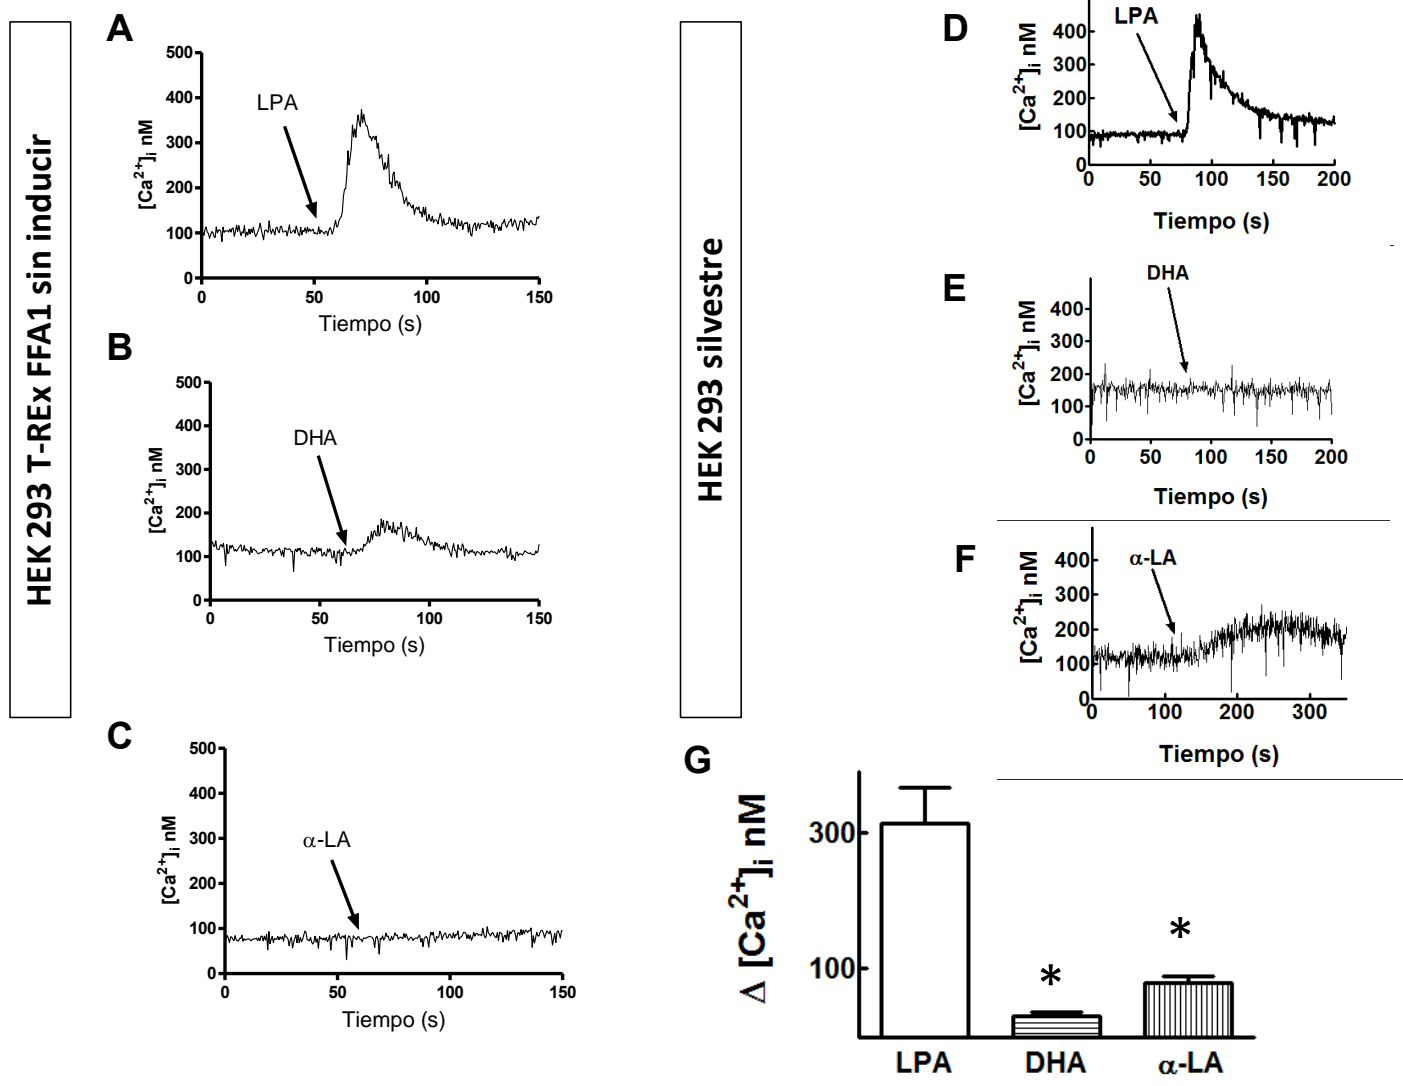 HEK 293 T-REx FFA1 sin inducir
A
500
400
300
200
100
0
[Ca2+]i nM
LPA
0 50 100 150
Tiempo (s)
B
500
400
300
200
100
0
[Ca2+]i nM
DHA
0 50 100 150
Tiempo (s)
C
500
400
300
200
100
0
[Ca2+]i nM
α-LA
0 50 100 150
Tiempo (s)
HEK 293 silvestre
D
400
300
200
100
0
[Ca2+]i nM
LPA
0 50 100 150 200
Tiempo (s)
E
400
300
200
100
0
[Ca2+]i nM
DHA
0 50 100 150 200
Tiempo (s)
F
400
300
200
100
0
[Ca2+]i nM
α-LA
0 100 200 300
Tiempo (s)
G
300
100
Δ [Ca2+]i nM
* *
LPA DHA α-LA